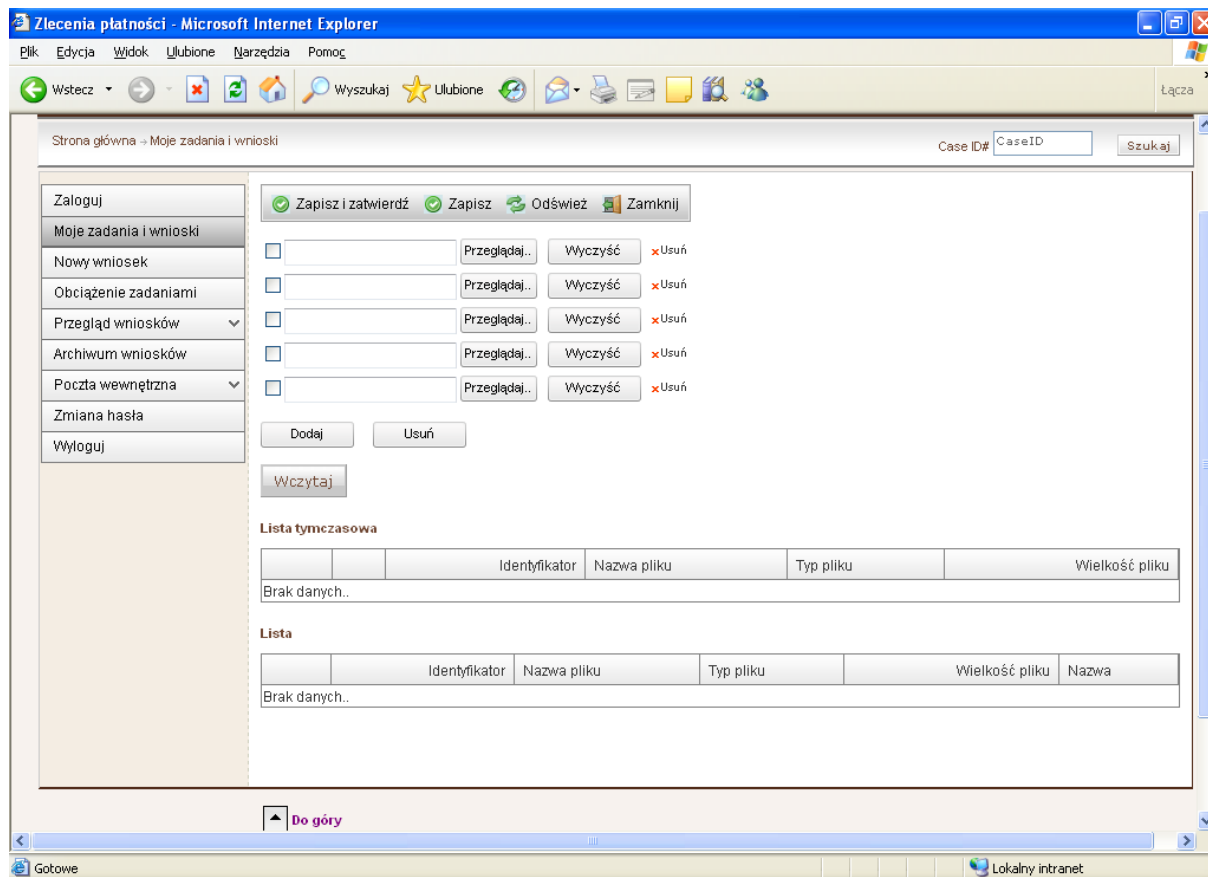 Zlecenia płatności - Microsoft Internet Explorer
Plik Edycja Widok Ulubione Narzędzia Pomoc
Wstecz Wyszukaj Ulubione Łącza
Strona główna → Moje zadania i wnioski Case ID# CaseID Szukaj
Zaloguj
Moje zadania i wnioski
Nowy wniosek
Obciążenie zadaniami
Przegląd wniosków
Archiwum wniosków
Poczta wewnętrzna
Zmiana hasła
Wyloguj
Zapisz i zatwierdź Zapisz Odśwież Zamknij
Przeglądaj.. Wyczyść Usuń
Przeglądaj.. Wyczyść Usuń
Przeglądaj.. Wyczyść Usuń
Przeglądaj.. Wyczyść Usuń
Przeglądaj.. Wyczyść Usuń
Dodaj Usuń
Wczytaj
Lista tymczasowa
Identyfikator Nazwa pliku Typ pliku Wielkość pliku
Brak danych..
Lista
Identyfikator Nazwa pliku Typ pliku Wielkość pliku Nazwa
Brak danych..
Do góry
Gotowe Lokalny intranet